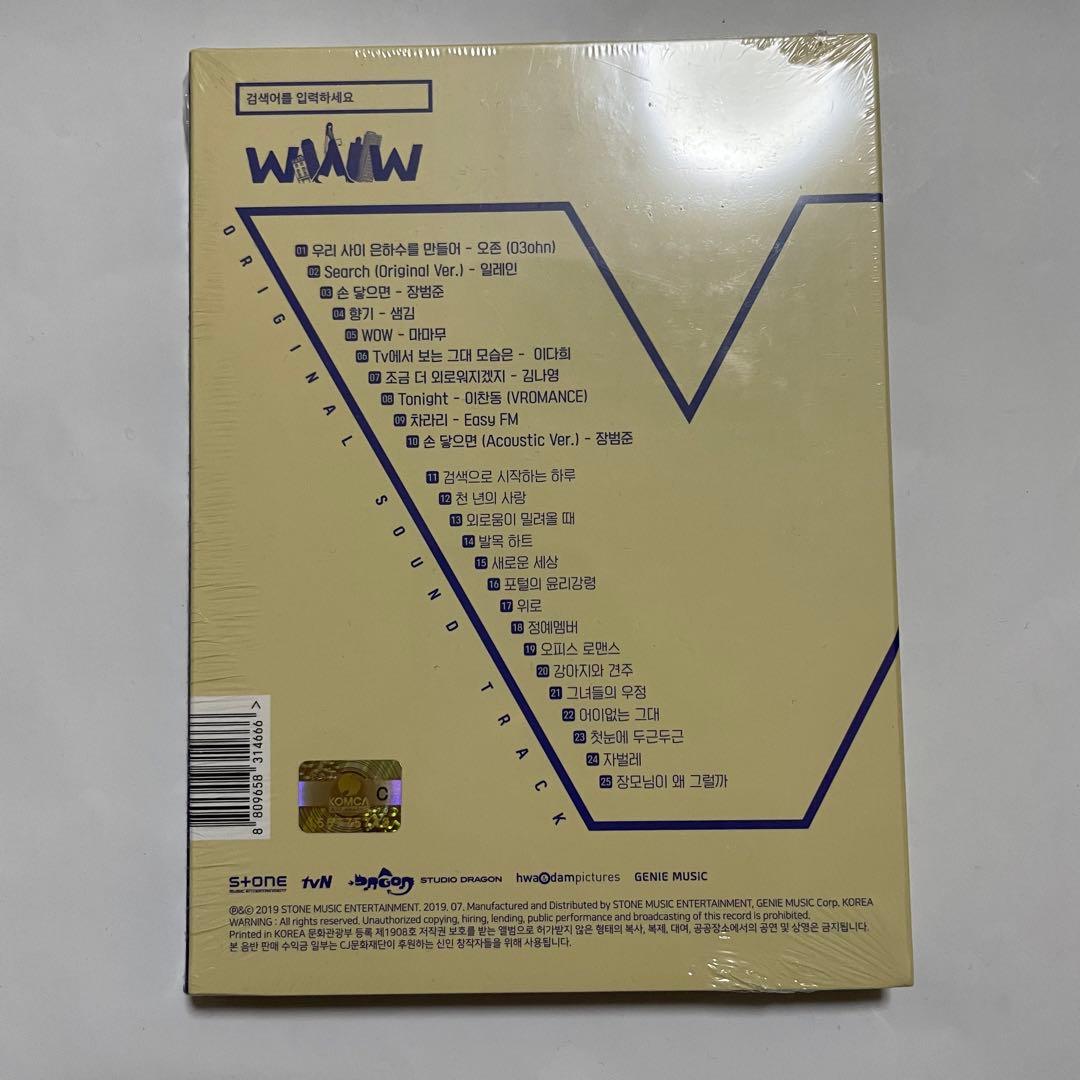 검색어를 입력하세요
WWW
ORIGINAL SOUND TRACK
01 우리 사이 은하수를 만들어 - 오존 (O3ohn)
02 Search (Original Ver.) - 일레인
03 손 닿으면 - 장범준
04 향기 - 샘김
05 WOW - 마마무
06 Tv에서 보는 그대 모습은 - 이다희
07 조금 더 외로워지겠지 - 김나영
08 Tonight - 이찬동 (VROMANCE)
09 차라리 - Easy FM
10 손 닿으면 (Acoustic Ver.) - 장범준
11 검색으로 시작하는 하루
12 천 년의 사랑
13 외로움이 밀려올 때
14 발목 하트
15 새로운 세상
16 포털의 윤리강령
17 위로
18 정예멤버
19 오피스 로맨스
20 강아지와 견주
21 그녀들의 우정
22 어이없는 그대
23 첫눈에 두근두근
24 자벌레
25 장모님이 왜 그럴까
8 809658 314666 >
KOMCA C
S+ONE MUSIC ENTERTAINMENT tvN DRAGON STUDIO DRAGON hwa&dampictures GENIE MUSIC
℗&© 2019 STONE MUSIC ENTERTAINMENT. 2019. 07. Manufactured and Distributed by STONE MUSIC ENTERTAINMENT, GENIE MUSIC Corp. KOREA
WARNING : All rights reserved. Unauthorized copying, hiring, lending, public performance and broadcasting of this record is prohibited.
Printed in KOREA 문화관광부 등록 제1908호 저작권 보호를 받는 앨범으로 허가받지 않은 형태의 복사, 복제, 대여, 공공장소에서의 공연 및 상영은 금지됩니다.
본 음반 판매 수익금 일부는 CJ문화재단이 후원하는 신인 창작자들을 위해 사용됩니다.